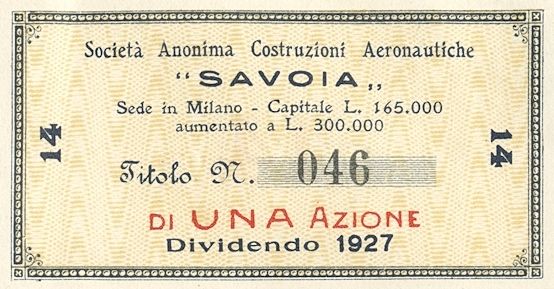 Società Anonima Costruzioni Aeronautiche
"SAVOIA„
Sede in Milano - Capitale L. 165.000
aumentato a L. 300.000
14
14
Titolo N. 046
DI UNA AZIONE
Dividendo 1927